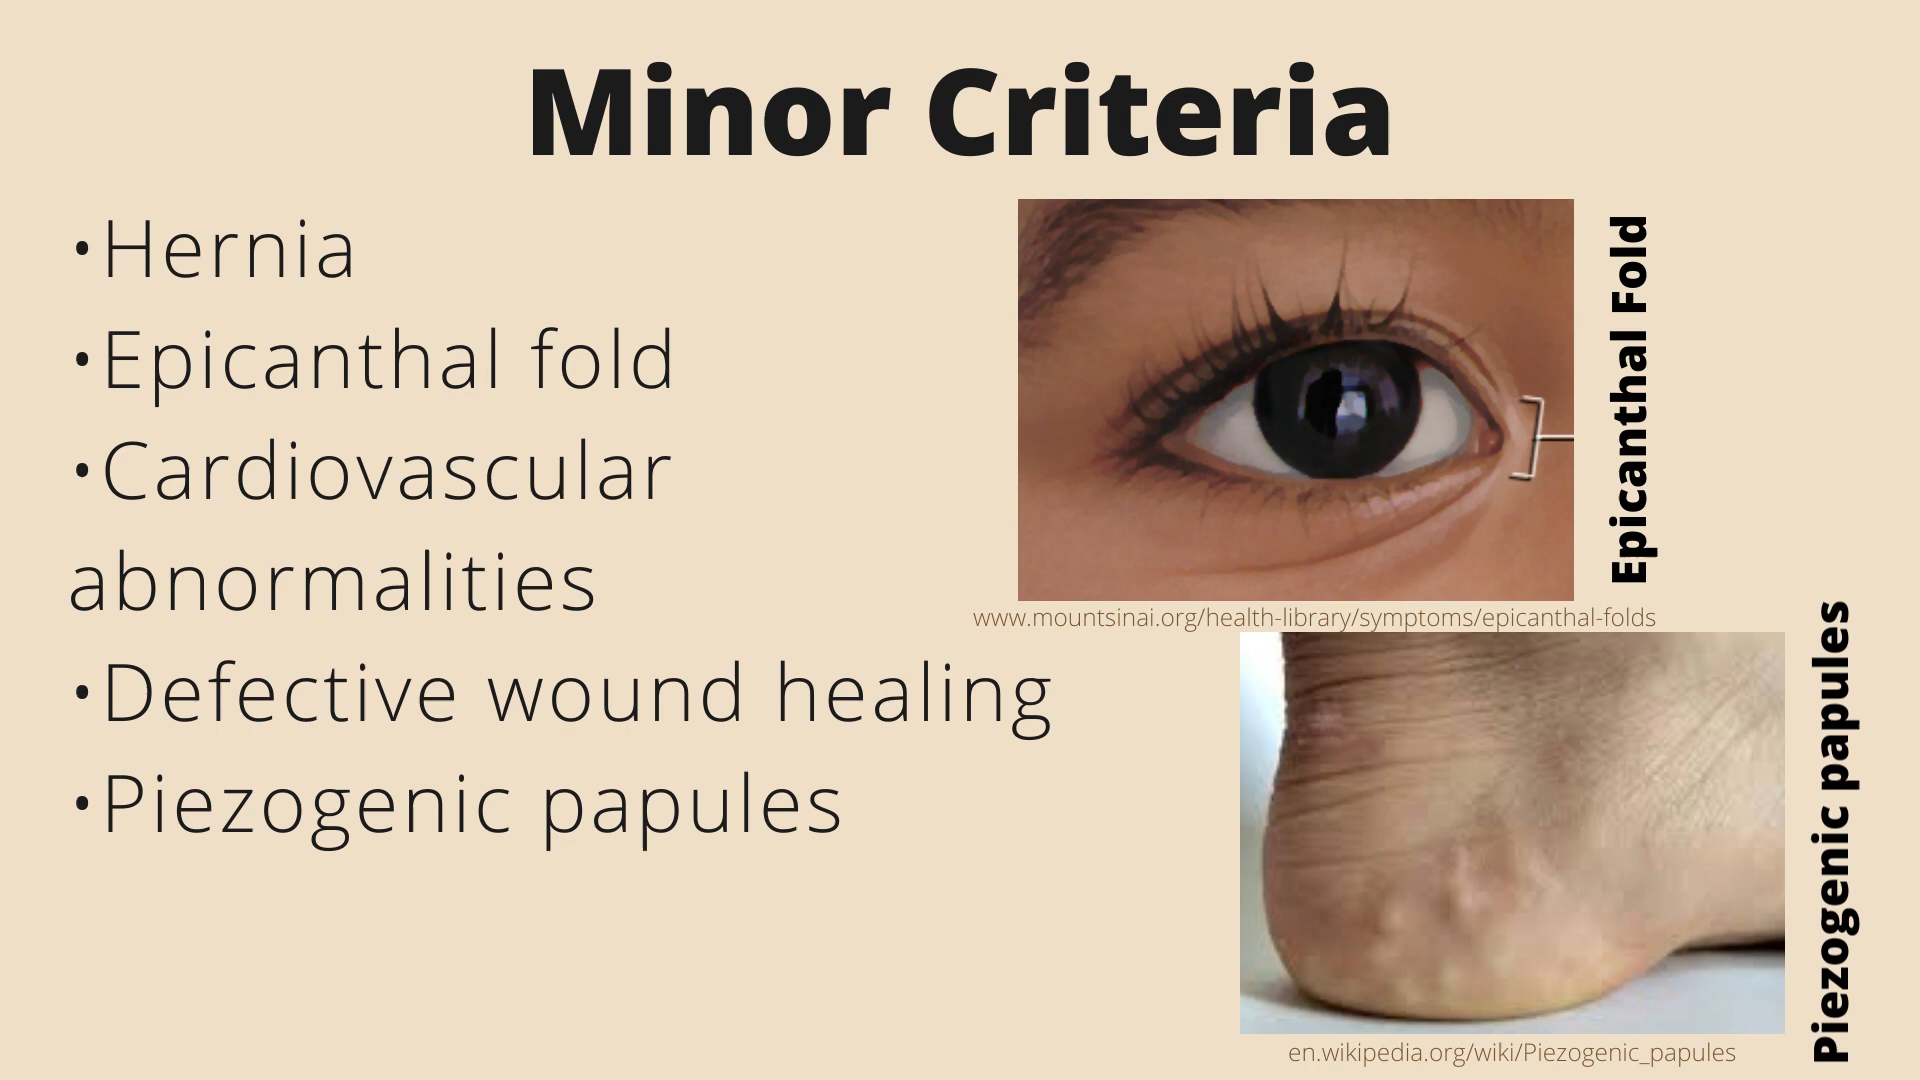 Minor Criteria
•Hernia
•Epicanthal fold
•Cardiovascular
abnormalities
•Defective wound healing
•Piezogenic papules
Epicanthal Fold
www.mountsinai.org/health-library/symptoms/epicanthal-folds
Piezogenic papules
en.wikipedia.org/wiki/Piezogenic_papules